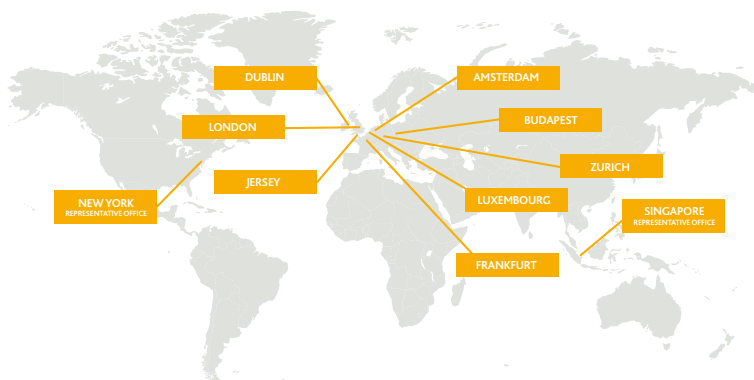 DUBLIN
AMSTERDAM
LONDON
BUDAPEST
ZURICH
JERSEY
LUXEMBOURG
NEW YORK
REPRESENTATIVE OFFICE
SINGAPORE
REPRESENTATIVE OFFICE
FRANKFURT